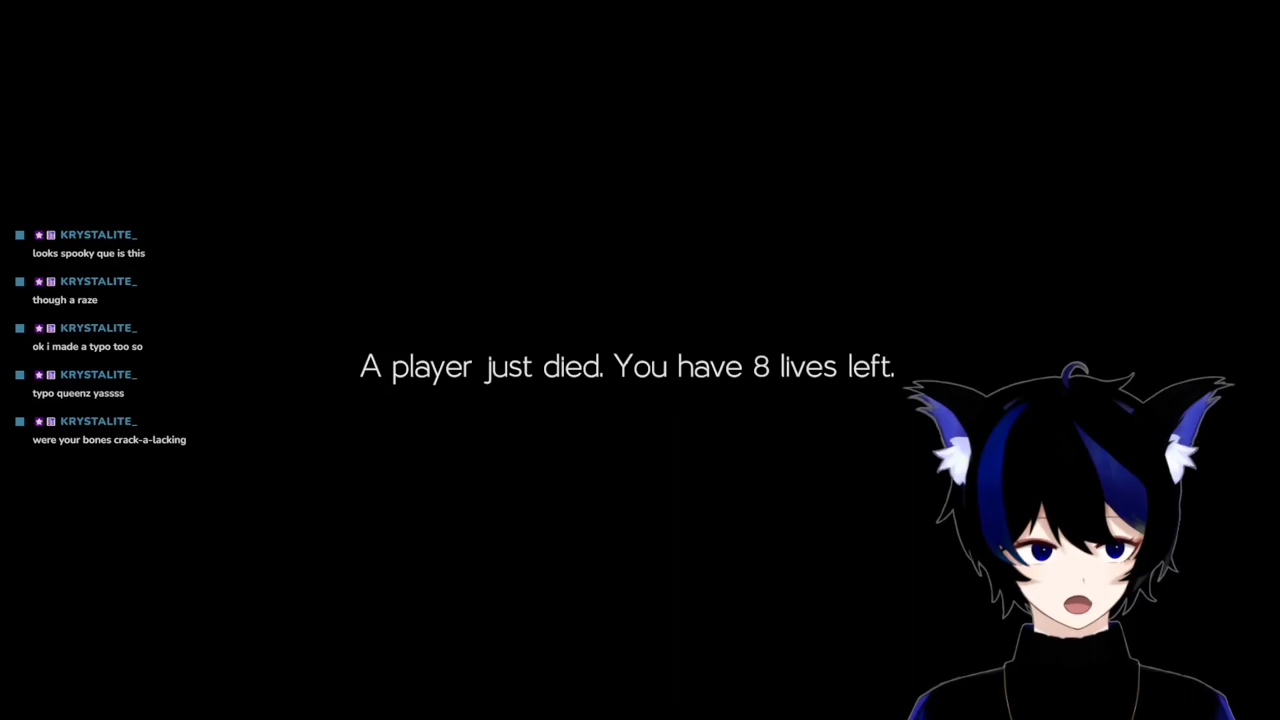 KRYSTALITE_
looks spooky que is this
KRYSTALITE_
though a raze
KRYSTALITE_
ok i made a typo too so
KRYSTALITE_
typo queenz yassss
KRYSTALITE_
were your bones crack-a-lacking
A player just died. You have 8 lives left.